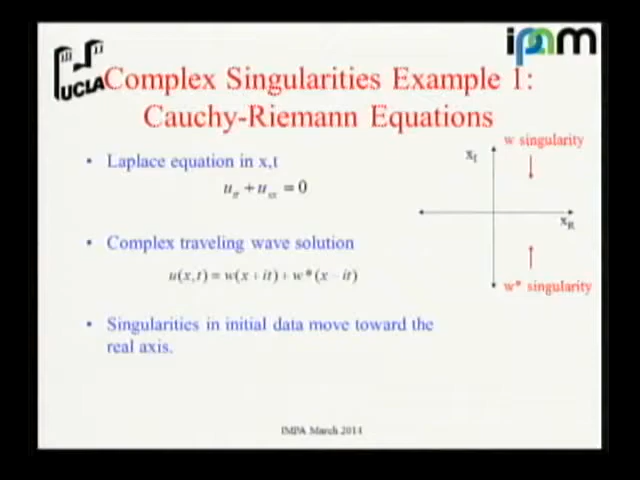 UCLA
ipam
Complex Singularities Example 1:
Cauchy-Riemann Equations
• Laplace equation in x,t
u_tt + u_xx = 0
• Complex traveling wave solution
u(x,t) = w(x + it) + w*(x - it)
• Singularities in initial data move toward the
real axis.
w singularity
x_I
x_R
w* singularity
IMPA March 2014